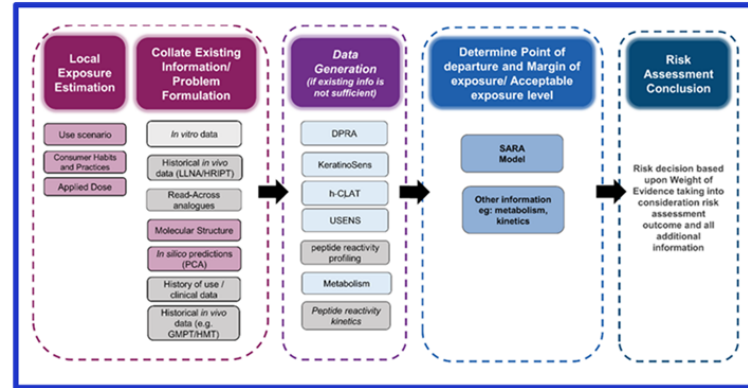 Local
Exposure
Estimation
Use scenario
Consumer Habits
and Practices
Applied Dose
Collate Existing
Information/
Problem
Formulation
In vitro data
Historical in vivo
data (LLNA/HRIPT)
Read-Across
analogues
Molecular Structure
In silico predictions
(PCA)
History of use /
clinical data
Historical in vivo
data (e.g.
GMPT/HMT)
Data
Generation
(if existing info is
not sufficient)
DPRA
KeratinoSens
h-CLAT
USENS
peptide reactivity
profiling
Metabolism
Peptide reactivity
kinetics
Determine Point of
departure and Margin of
exposure/ Acceptable
exposure level
SARA
Model
Other information
eg: metabolism,
kinetics
Risk
Assessment
Conclusion
Risk decision based
upon Weight of
Evidence taking into
consideration risk
assessment
outcome and all
additional
information